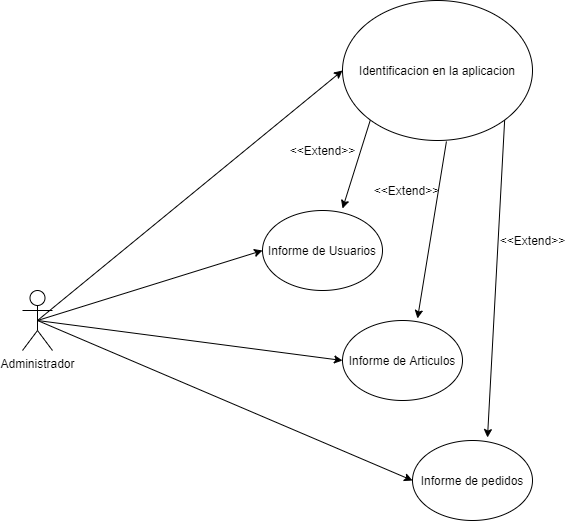 Identificacion en la aplicacion
<<Extend>>
<<Extend>>
<<Extend>>
Informe de Usuarios
Administrador
Informe de Articulos
Informe de pedidos